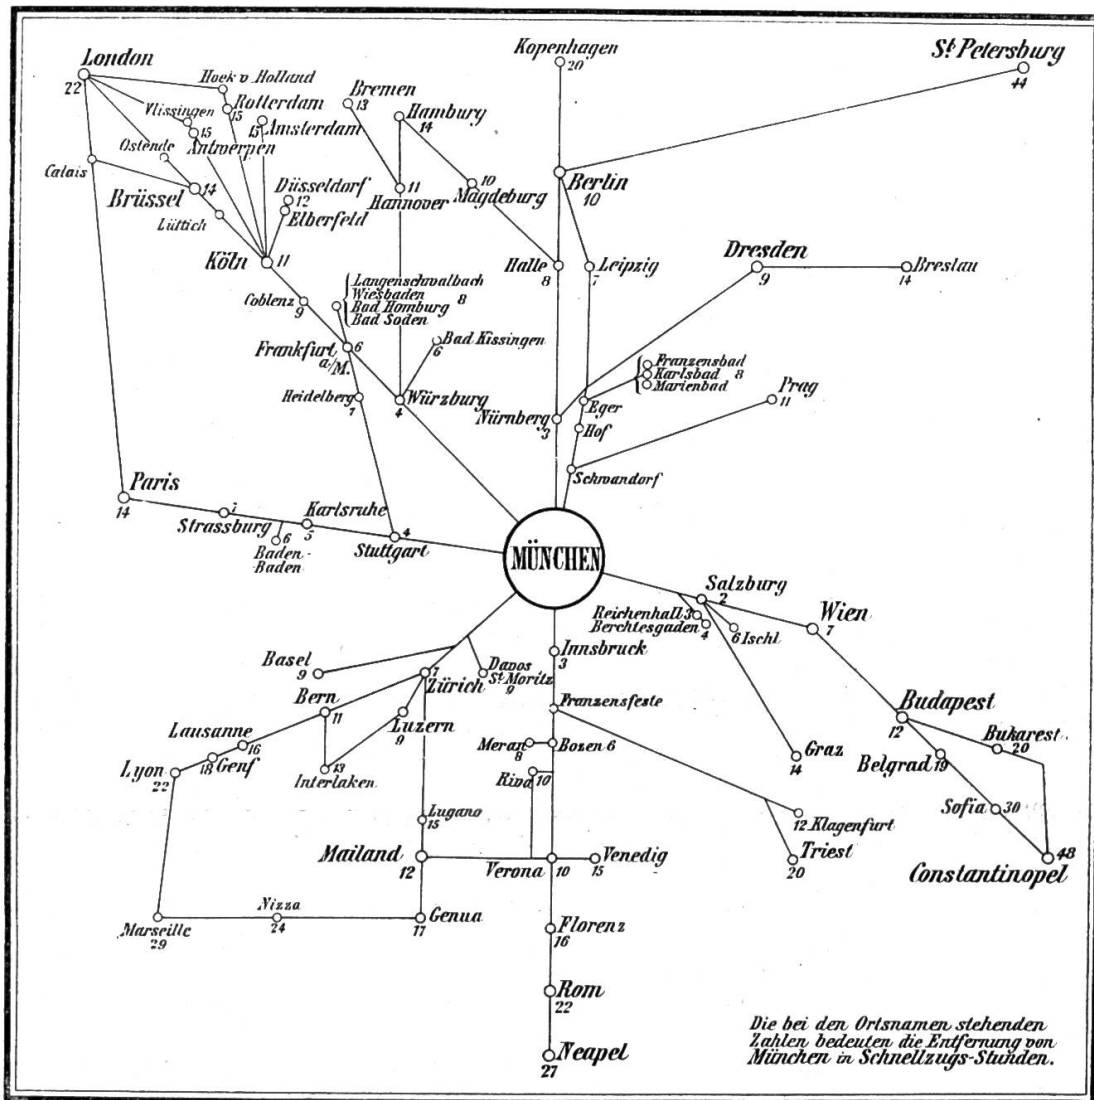 London
22
Hoek v. Holland
Rotterdam
15
Vlissingen
15
Amsterdam
15
Antwerpen
Ostende
Calais
Brüssel
14
Lüttich
Düsseldorf
12
Elberfeld
Köln
11
Coblenz
9
Bremen
13
Hamburg
14
Hannover
11
Magdeburg
10
Kopenhagen
20
St. Petersburg
44
Berlin
10
Halle
8
Leipzig
7
Dresden
9
Breslau
14
Langenschwalbach
Wiesbaden
Bad Homburg
Bad Soden
8
Frankfurt
a/M.
6
Bad Kissingen
6
Heidelberg
7
Würzburg
4
Nürnberg
3
Franzensbad
Karlsbad
Marienbad
8
Eger
Hof
Prag
11
Schwandorf
Paris
14
Strassburg
7
Karlsruhe
5
6
Baden-
Baden
Stuttgart
4
MÜNCHEN
Salzburg
2
Reichenhall 3
Berchtesgaden
4
6 Ischl
Wien
7
Innsbruck
3
Basel
9
Davos
St. Moritz
9
Zürich
7
Bern
11
Luzern
9
Franzensfeste
Budapest
12
Bukarest
20
Lausanne
16
Genf
18
Lyon
22
Interlaken
13
Meran
8
Bozen 6
Riva
10
Graz
14
Belgrad
19
Sofia
30
Lugano
15
12 Klagenfurt
Mailand
12
Verona
10
Venedig
15
Triest
20
48
Constantinopel
Marseille
29
Nizza
24
Genua
17
Florenz
16
Rom
22
Neapel
27
Die bei den Ortsnamen stehenden
Zahlen bedeuten die Entfernung von
München in Schnellzugs-Stunden.